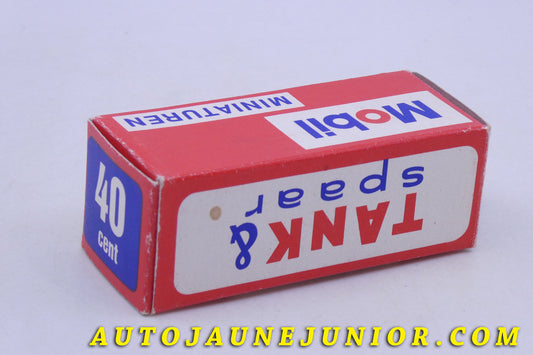 Mobil
MINIATUREN
TANK &
spaar
40
cent
AUTOJAUNEJUNIOR.COM